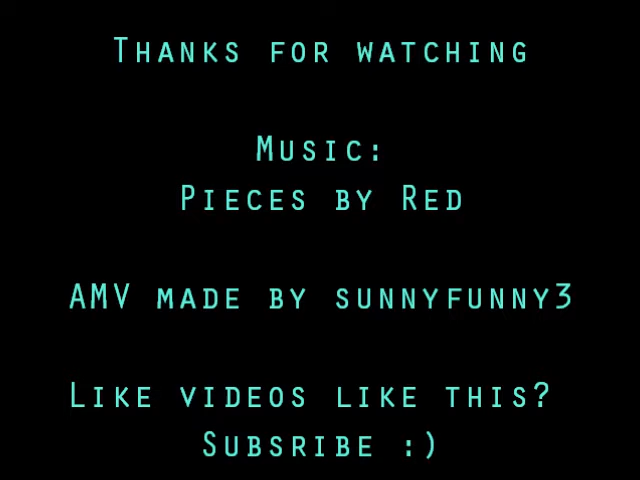 Thanks for watching
Music:
Pieces by Red
AMV made by sunnyfunny3
Like videos like this?
Subsribe :)